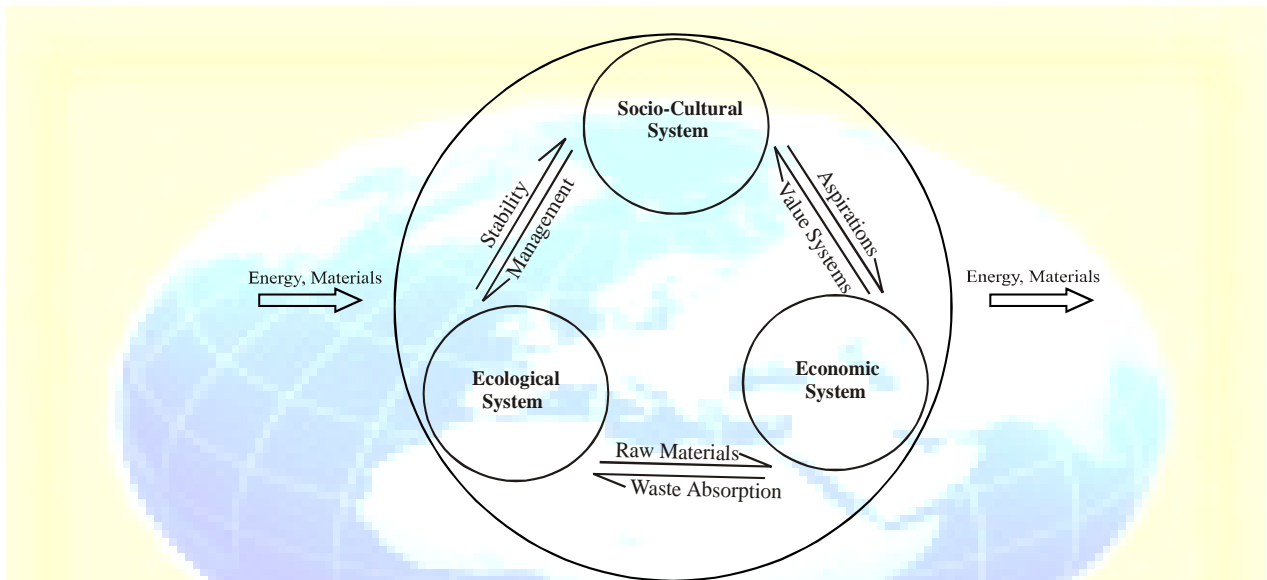 Socio-Cultural
System
Stability
Management
Aspirations
Value Systems
Energy, Materials
Energy, Materials
Ecological
System
Economic
System
Raw Materials
Waste Absorption